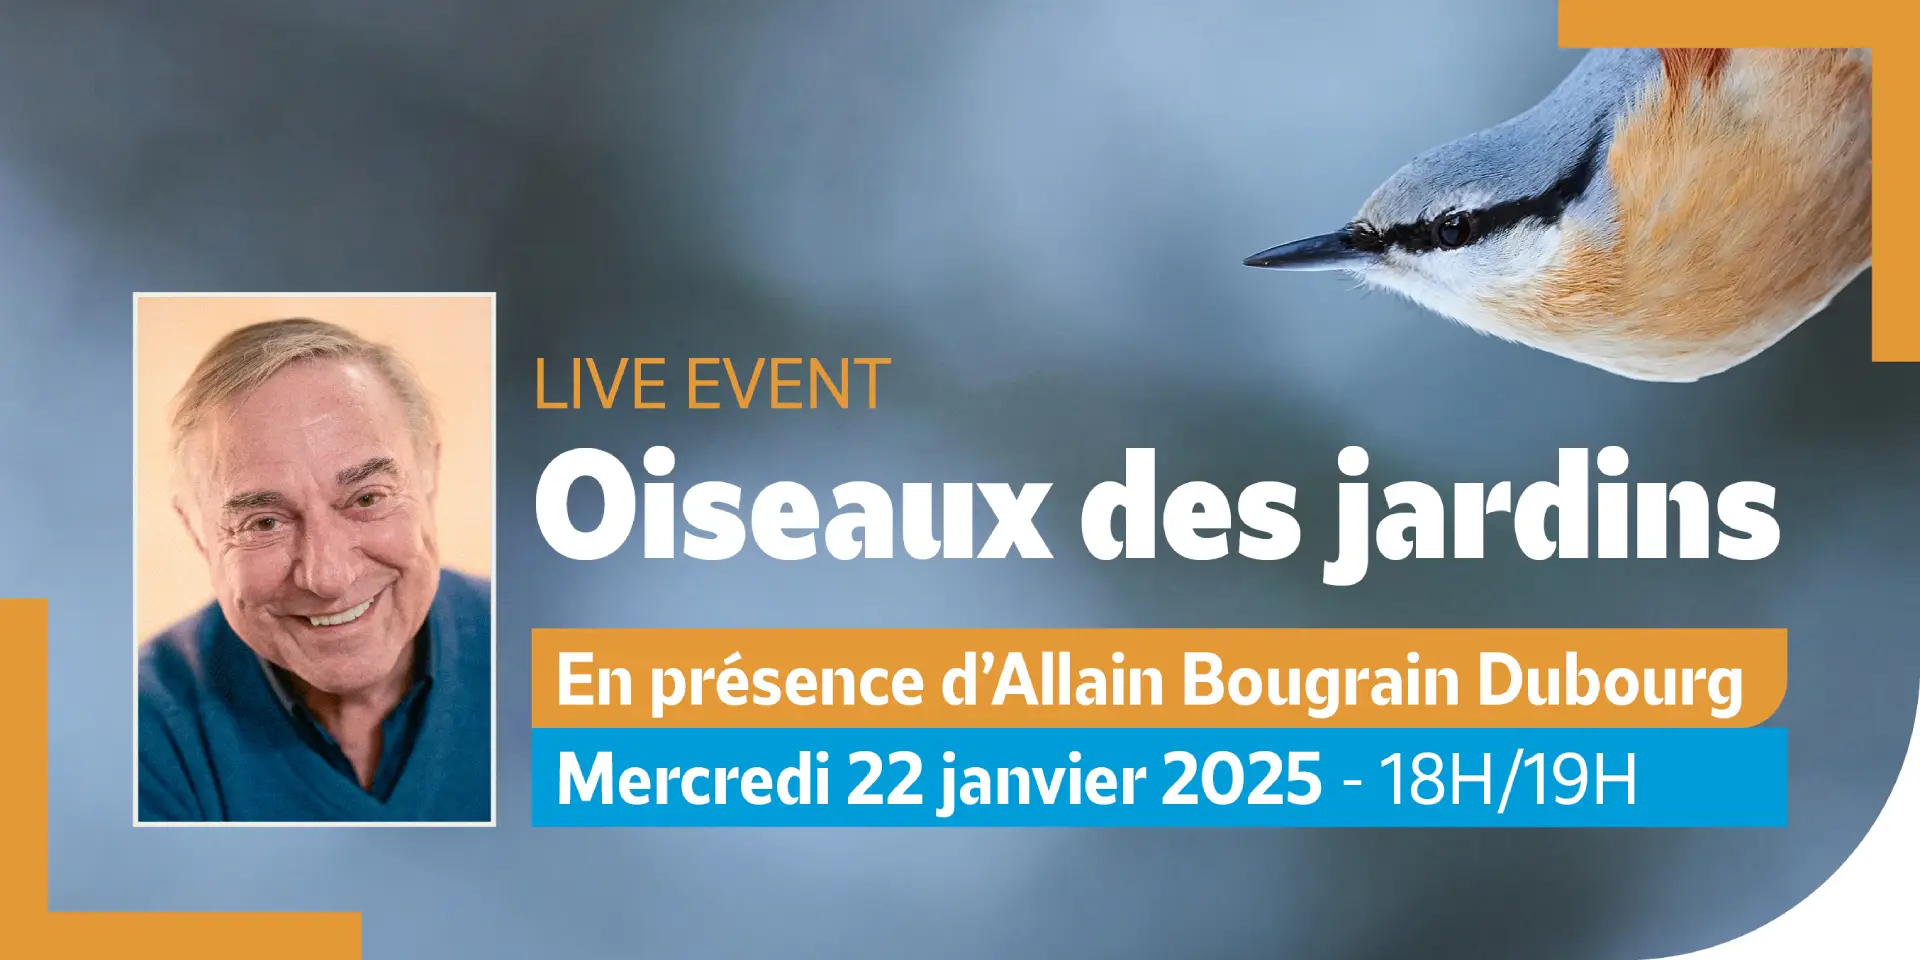 LIVE EVENT
Oiseaux des jardins
En présence d’Allain Bougrain Dubourg
Mercredi 22 janvier 2025 - 18H/19H